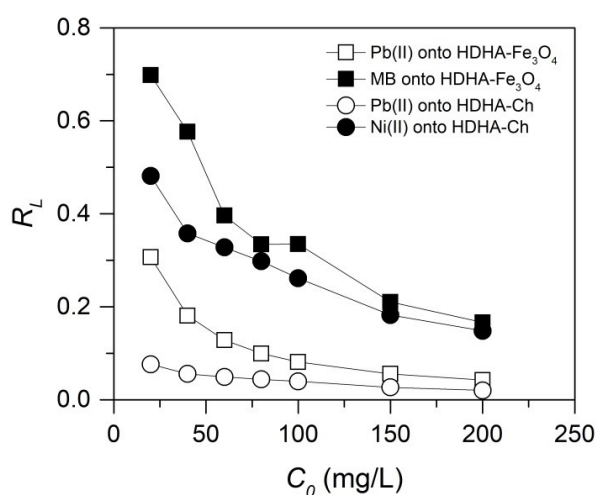 0.8
0.6
0.4
0.2
0.0
R_L
Pb(II) onto HDHA-Fe₃O₄
MB onto HDHA-Fe₃O₄
Pb(II) onto HDHA-Ch
Ni(II) onto HDHA-Ch
0 50 100 150 200 250
C₀ (mg/L)